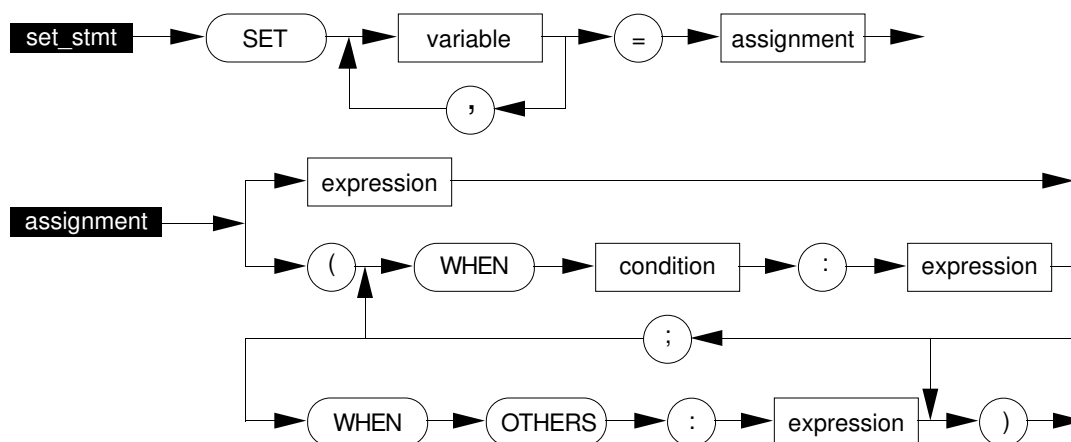 set_stmt SET variable = assignment
,
expression
assignment
( WHEN condition : expression
;
WHEN OTHERS : expression )